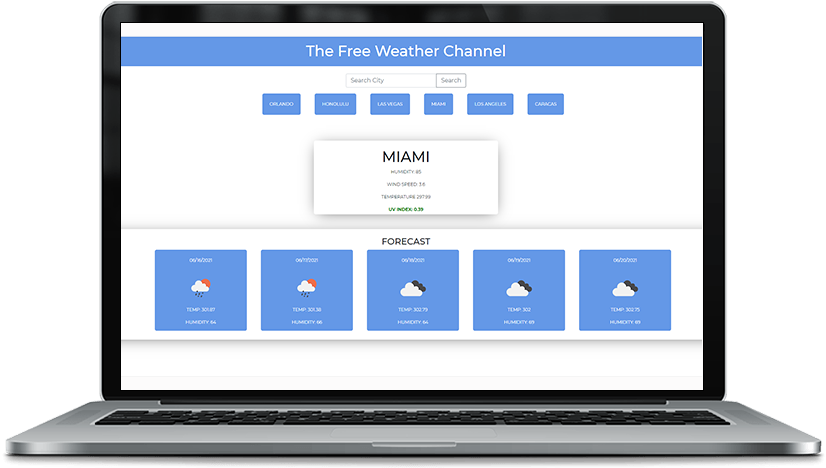 The Free Weather Channel
Search City Search
ORLANDO HONOLULU LAS VEGAS MIAMI LOS ANGELES CARACAS
MIAMI
HUMIDITY: 85
WIND SPEED: 3.6
TEMPERATURE:297.99
UV INDEX: 0.39
FORECAST
06/16/2021 06/17/2021 06/18/2021 06/19/2021 06/20/2021
TEMP: 301.87 TEMP: 301.38 TEMP: 302.79 TEMP: 302 TEMP: 302.75
HUMIDITY: 64 HUMIDITY: 66 HUMIDITY: 64 HUMIDITY: 69 HUMIDITY: 69